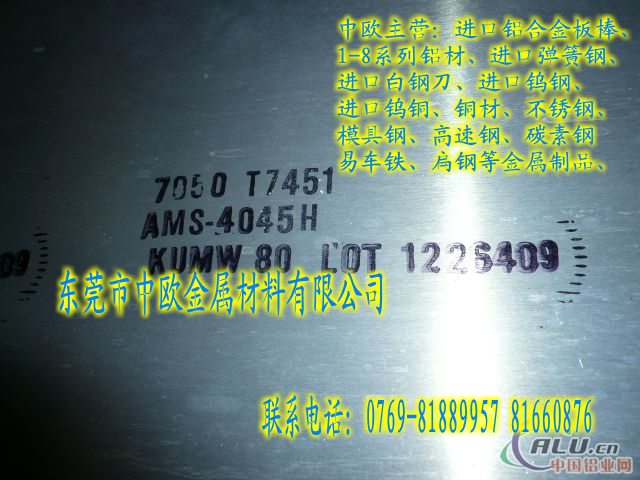 中欧主营：进口铝合金板棒、
1-8系列铝材、进口弹簧钢、
进口白钢刀、进口钨钢、
进口钨铜、铜材、不锈钢、
模具钢、高速钢、碳素钢
易车铁、扁钢等金属制品、
7050 T7451
AMS-4045H
KUMW 80 LOT 1226409
09
东莞市中欧金属材料有限公司
联系电话：0769-81889957 81660876
ALU.cn
中国铝业网